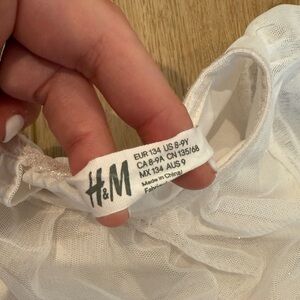 H&M
EUR 134 US 8-9Y
CA 8-9A CN 135/68
MX 134 AUS 9
Made in China/